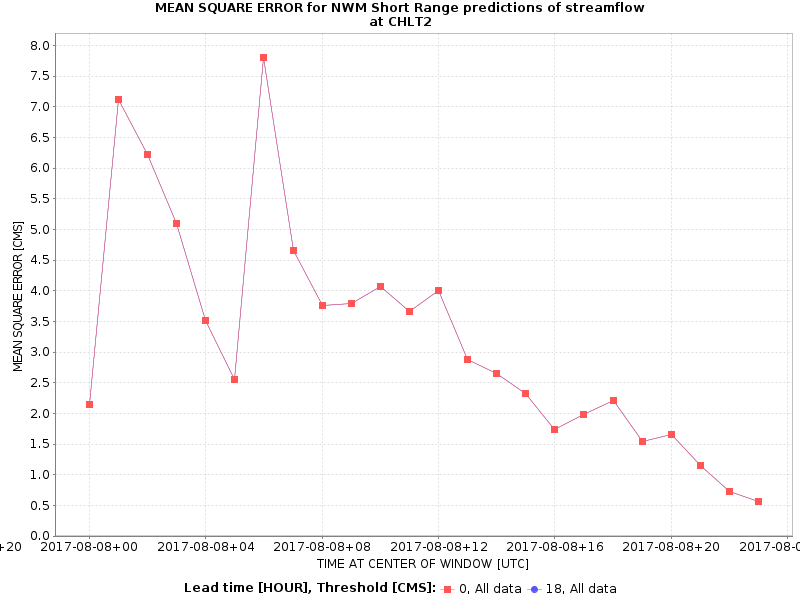 MEAN SQUARE ERROR for NWM Short Range predictions of streamflow
at CHLT2
MEAN SQUARE ERROR [CMS]
8.0
7.5
7.0
6.5
6.0
5.5
5.0
4.5
4.0
3.5
3.0
2.5
2.0
1.5
1.0
0.5
0.0
+20 2017-08-08+00 2017-08-08+04 2017-08-08+08 2017-08-08+12 2017-08-08+16 2017-08-08+20 2017-08-0
TIME AT CENTER OF WINDOW [UTC]
Lead time [HOUR], Threshold [CMS]: 0, All data 18, All data